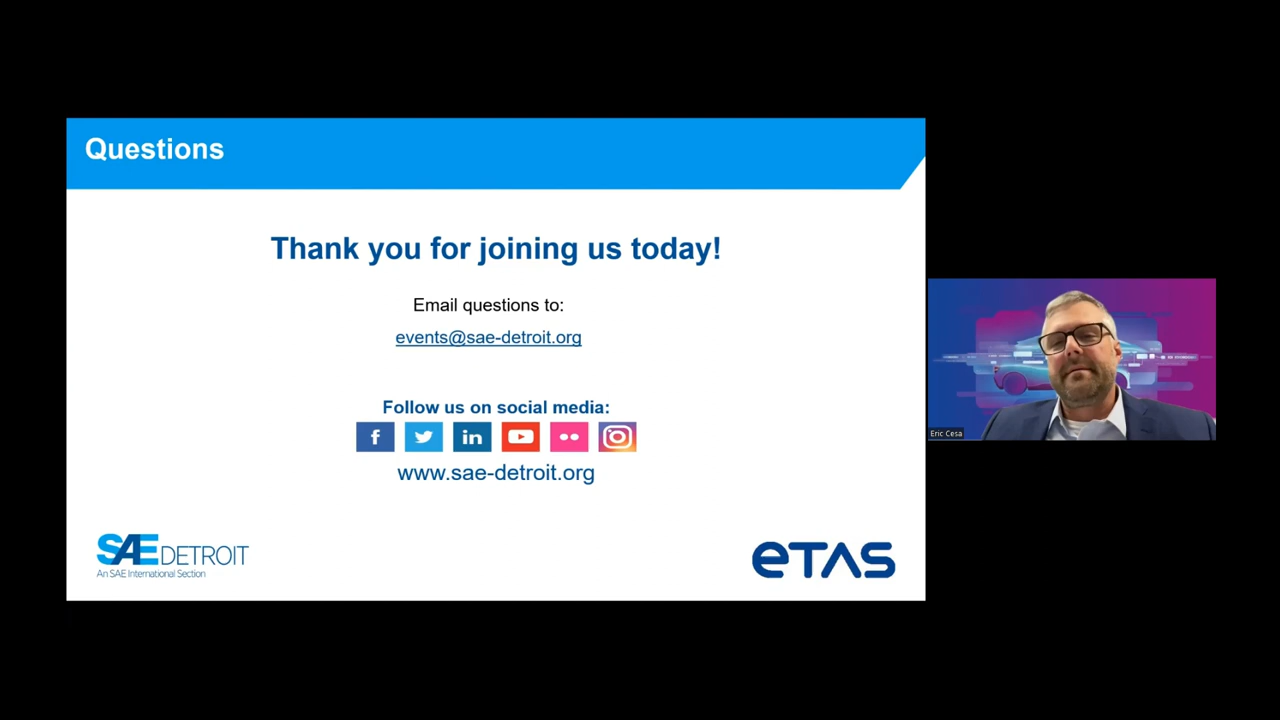 Questions
Thank you for joining us today!
Email questions to:
events@sae-detroit.org
Follow us on social media:
f
in
www.sae-detroit.org
SAE DETROIT
An SAE International Section
eTAS
Eric Cesa